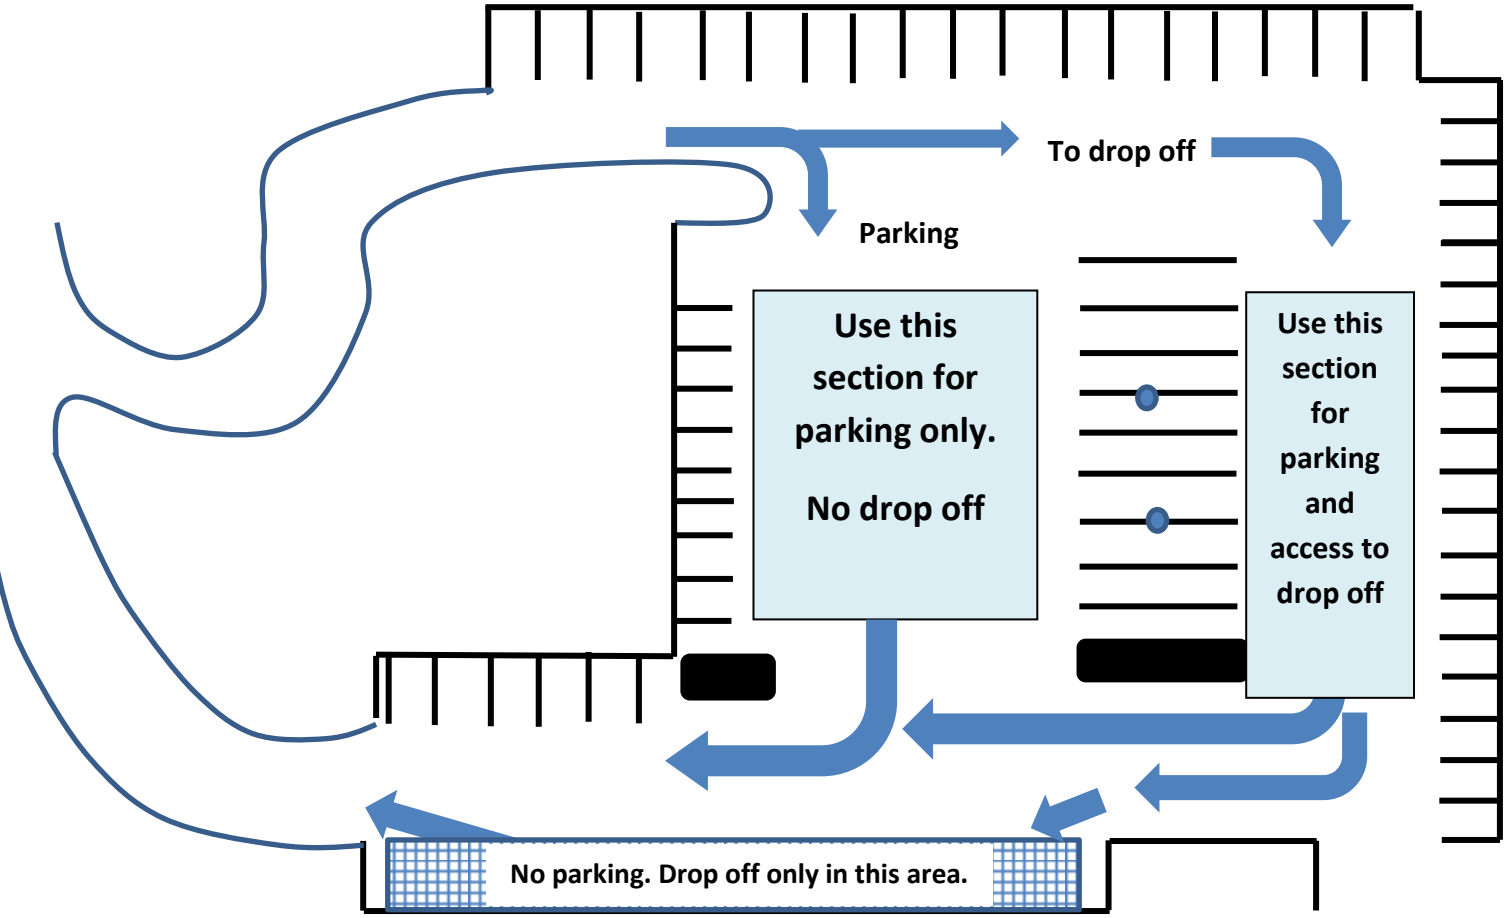 To drop off
Parking
Use this
section for
parking only.
No drop off
Use this
section
for
parking
and
access to
drop off
No parking. Drop off only in this area.